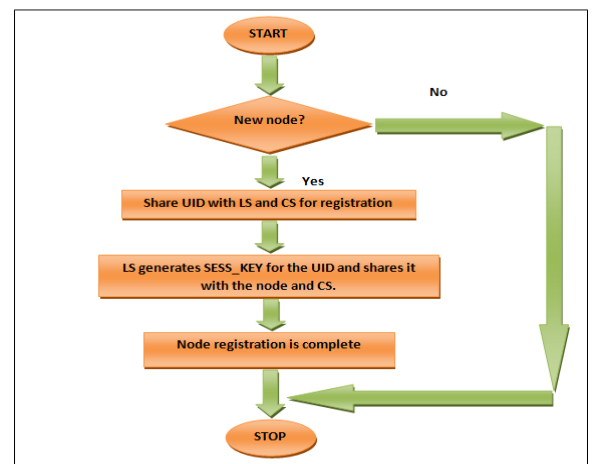 START
New node?
No
Yes
Share UID with LS and CS for registration
LS generates SESS_KEY for the UID and shares it
with the node and CS.
Node registration is complete
STOP